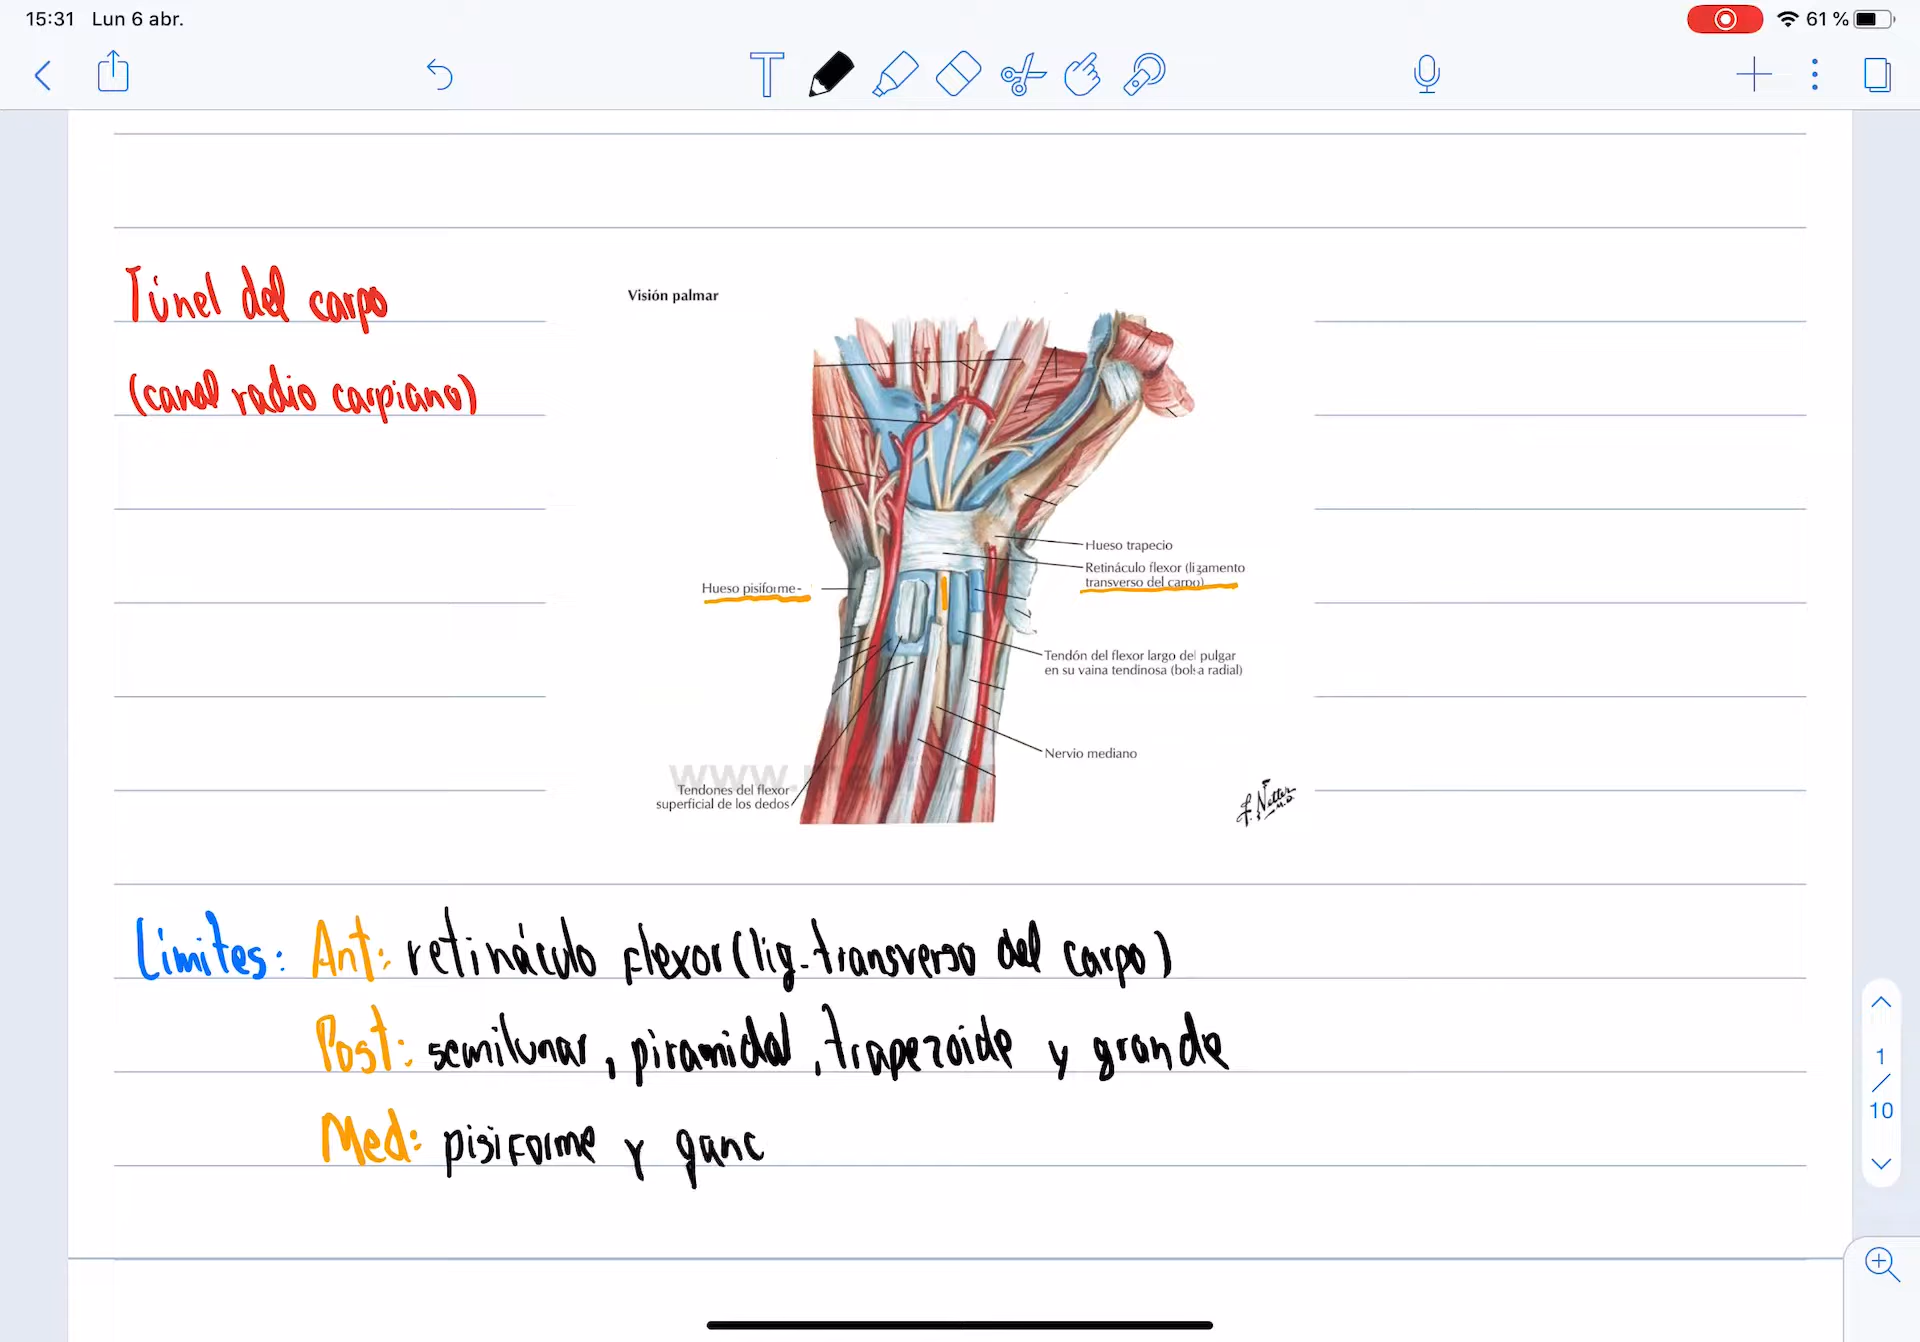 15:31 Lun 6 abr.
61 %
Túnel del carpo
(canal radio carpiano)
Visión palmar
Hueso trapecio
Retináculo flexor (ligamento
transverso del carpo)
Hueso pisiforme
Tendón del flexor largo del pulgar
en su vaina tendinosa (bolsa radial)
Nervio mediano
Tendones del flexor
superficial de los dedos
F. Netter
M.D.
Límites: Ant: retináculo flexor (lig. transverso del carpo)
Post: semilunar, piramidal, trapezoide y grande
Med: pisiforme y ganc
1
/
10